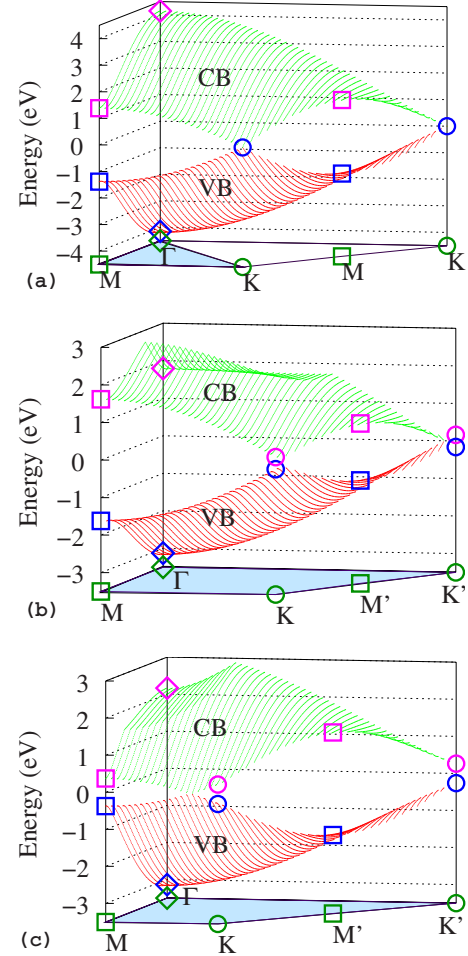 4
3
2
1
0
−1
−2
−3
−4
Energy (eV)
CB
VB
Γ
M
K
M
K
(a)
3
2
1
0
−1
−2
−3
Energy (eV)
CB
VB
Γ
M
K
M’
K’
(b)
3
2
1
0
−1
−2
−3
Energy (eV)
CB
VB
Γ
M
K
M’
K’
(c)